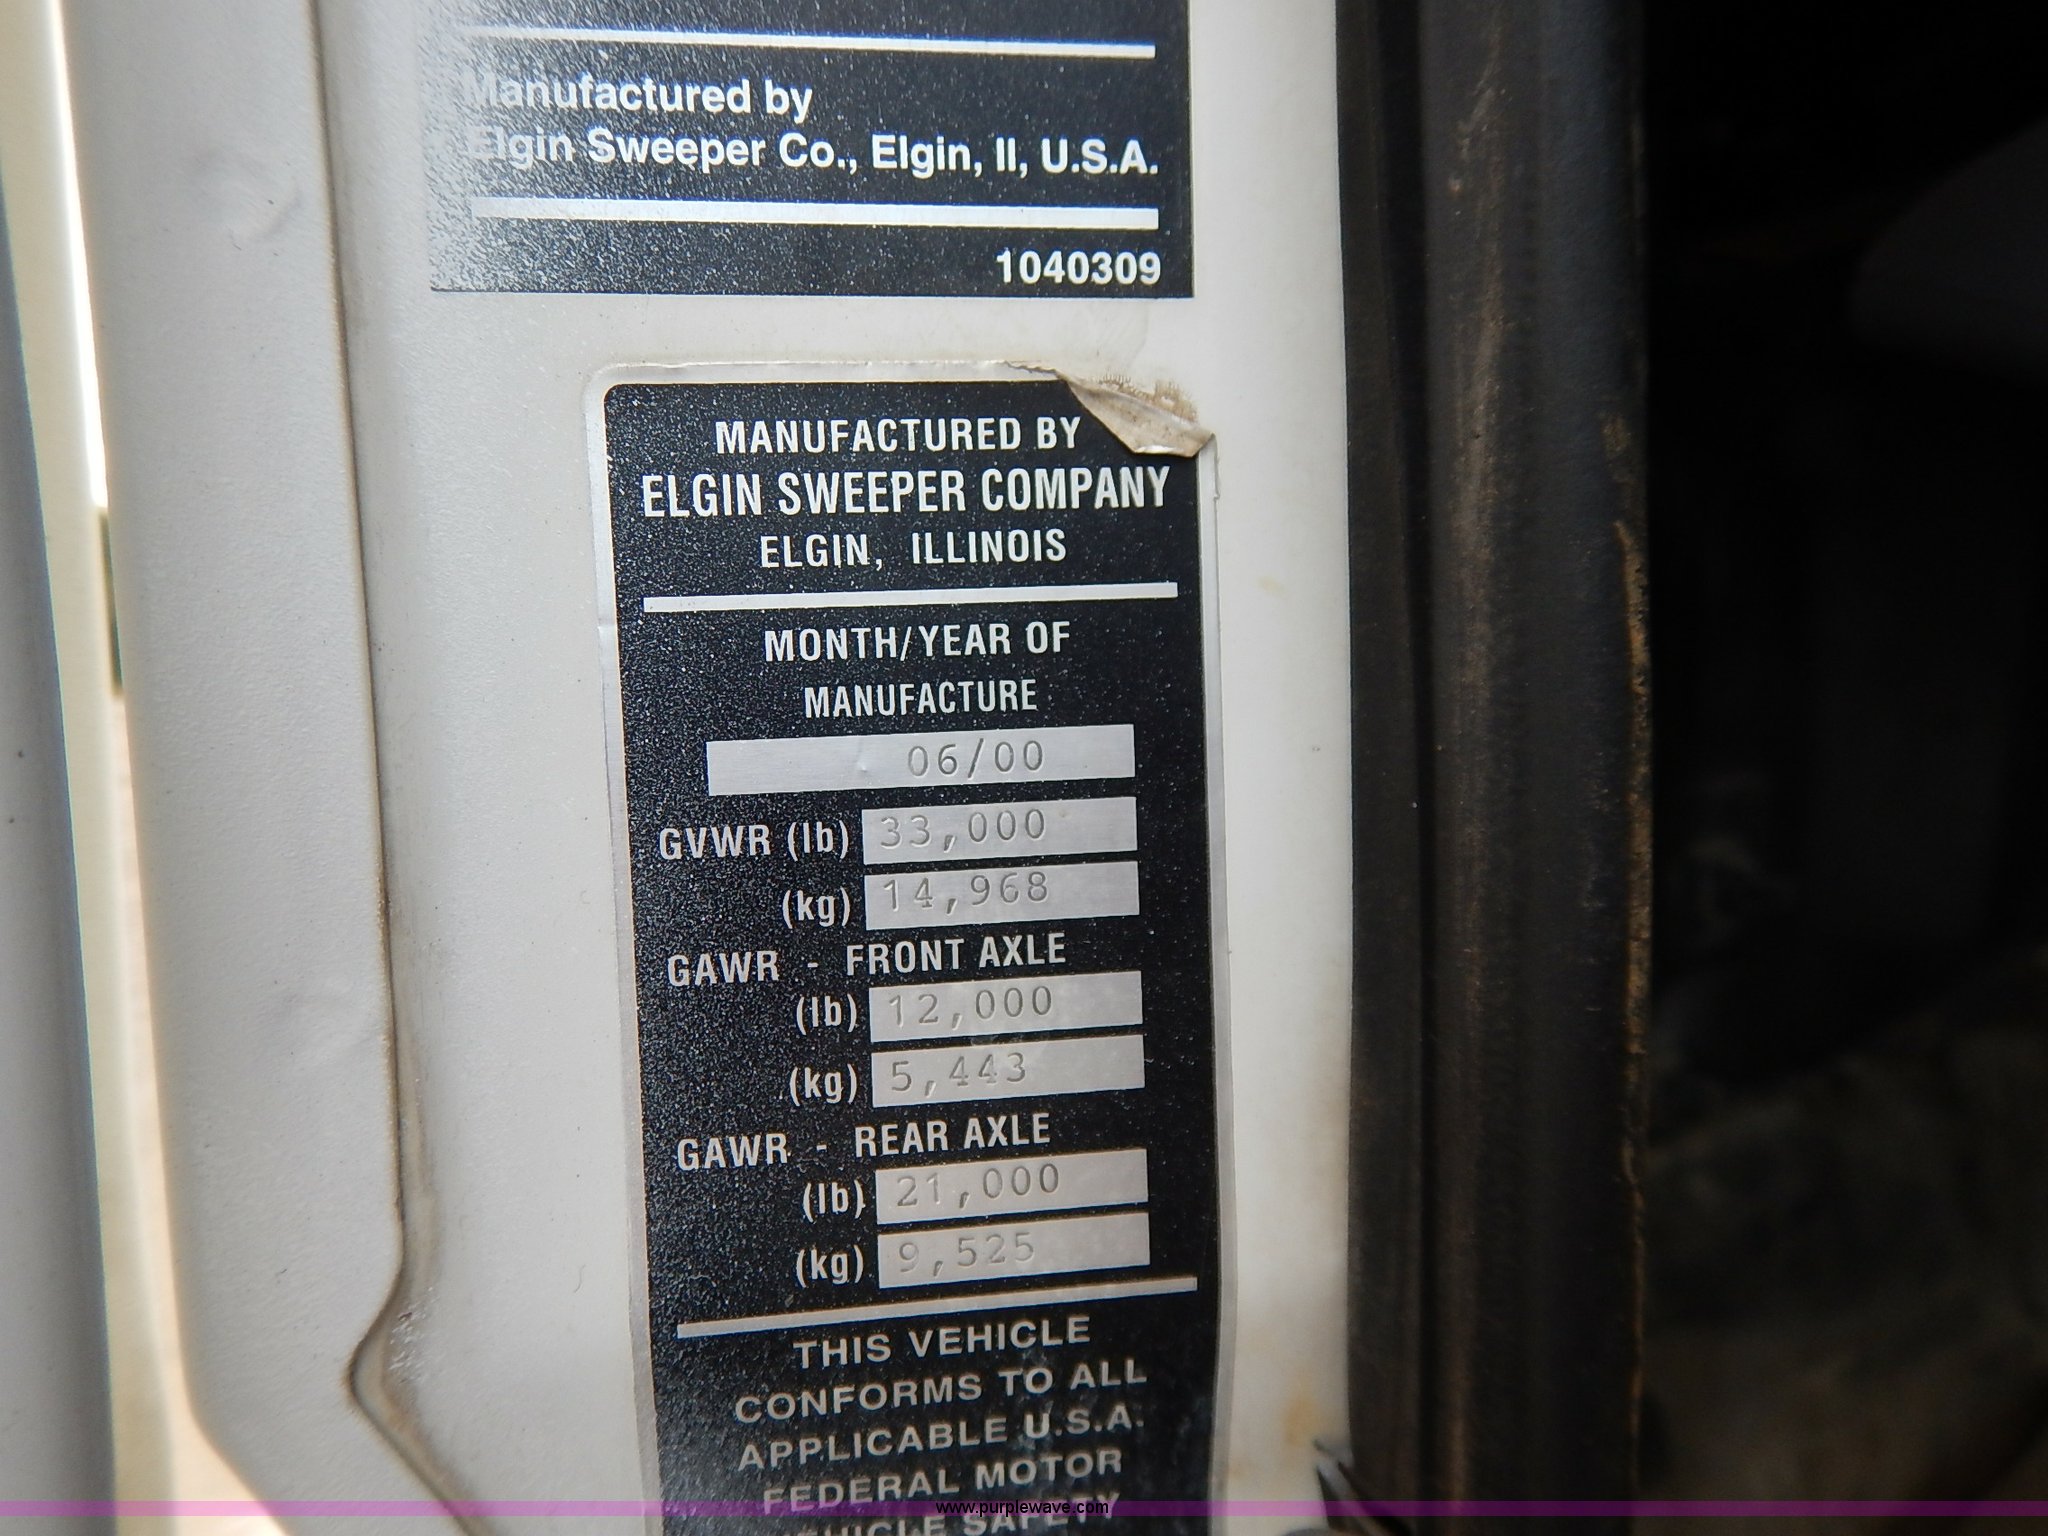 Manufactured by
Elgin Sweeper Co., Elgin, Il, U.S.A.
1040309
MANUFACTURED BY
ELGIN SWEEPER COMPANY
ELGIN, ILLINOIS
MONTH/YEAR OF
MANUFACTURE
06/00
GVWR (lb) 33,000
(kg) 14,968
GAWR - FRONT AXLE
(lb) 12,000
(kg) 5,443
GAWR - REAR AXLE
(lb) 21,000
(kg) 9,525
THIS VEHICLE
CONFORMS TO ALL
APPLICABLE U.S.A.
FEDERAL MOTOR
VEHICLE SAFETY
www.purplewave.com